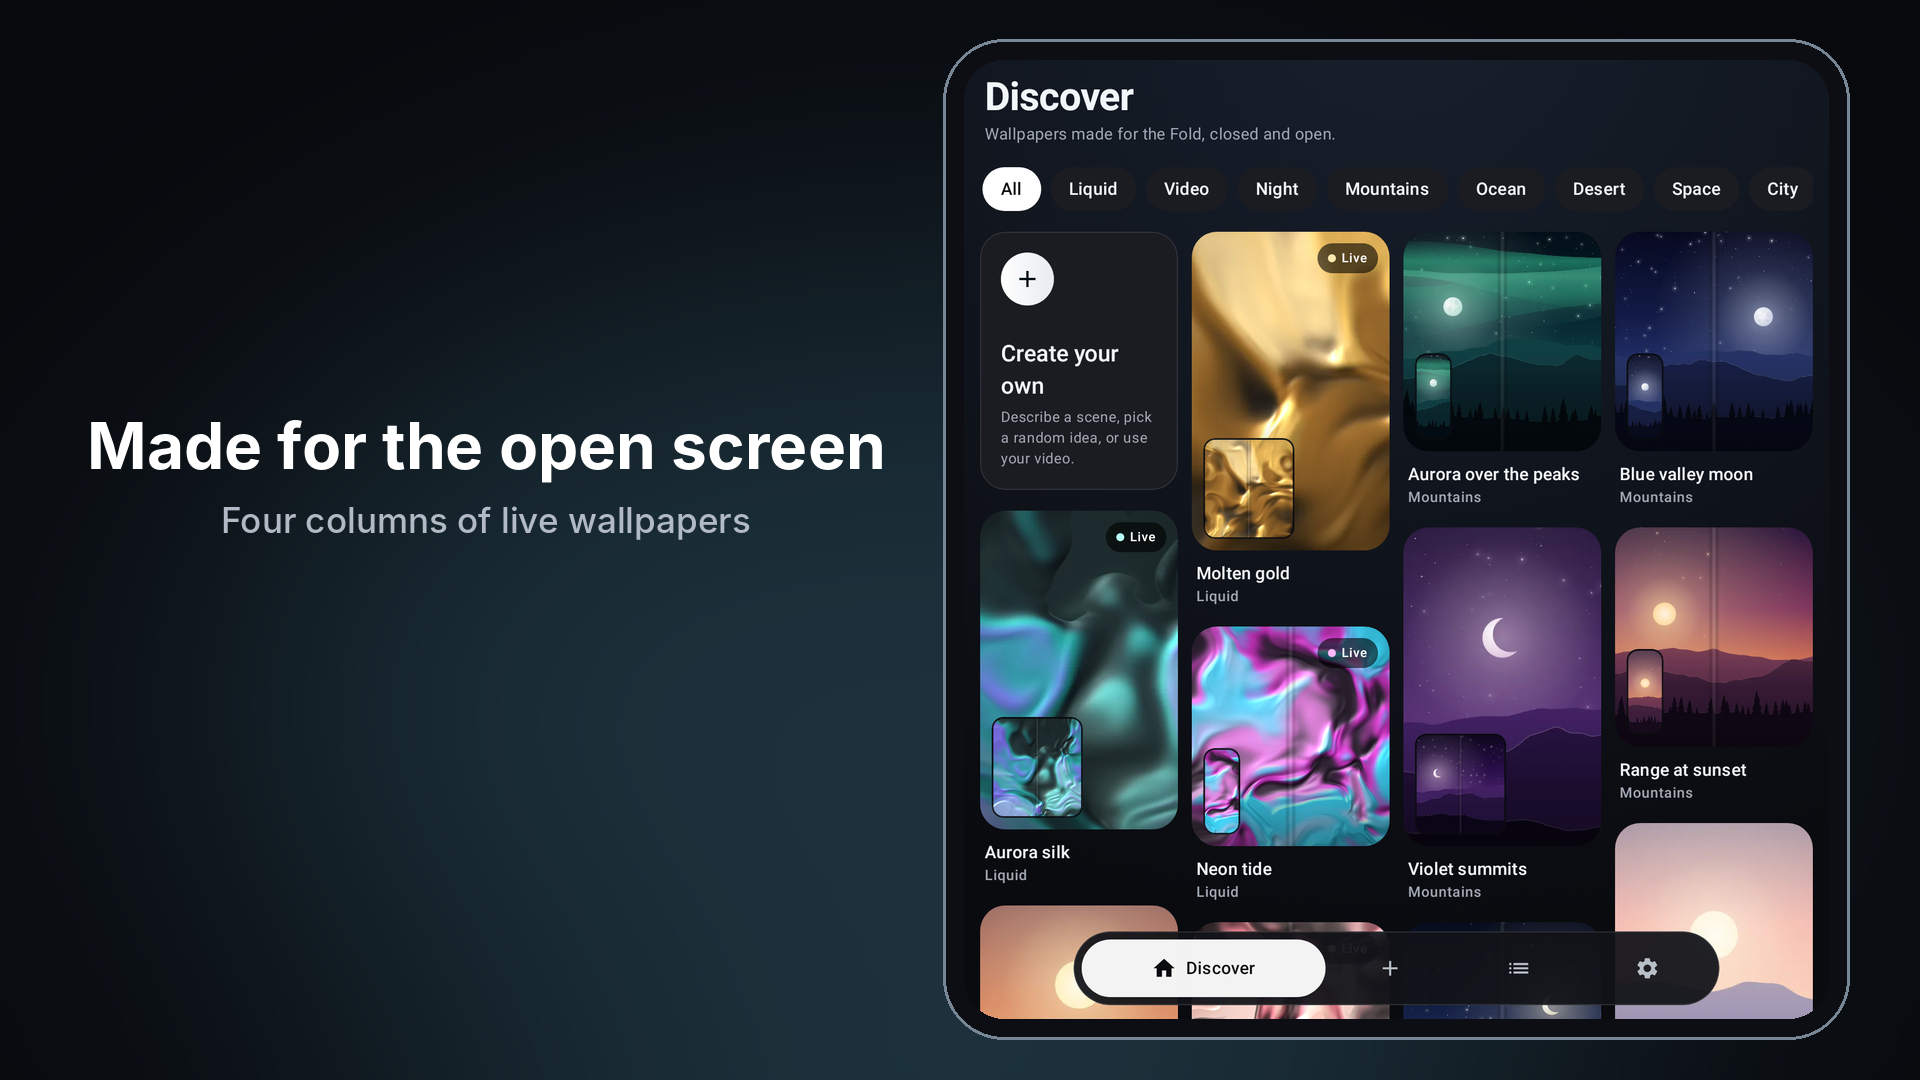 Made for the open screen
Four columns of live wallpapers
Discover
Wallpapers made for the Fold, closed and open.
All
Liquid
Video
Night
Mountains
Ocean
Desert
Space
City
Create your
own
Describe a scene, pick
a random idea, or use
your video.
Live
Aurora silk
Liquid
Live
Molten gold
Liquid
Live
Neon tide
Liquid
Live
Aurora over the peaks
Mountains
Violet summits
Mountains
Blue valley moon
Mountains
Range at sunset
Mountains
Discover